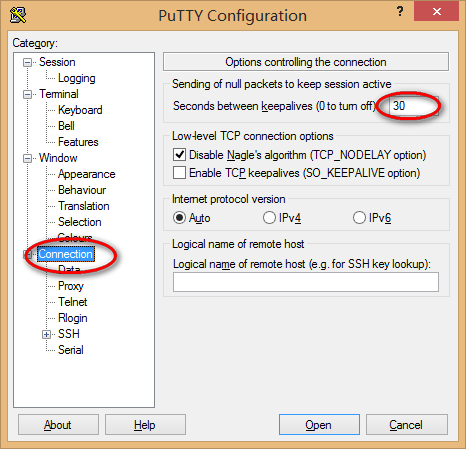 PuTTY Configuration
?
Category:
Session
Logging
Terminal
Keyboard
Bell
Features
Window
Appearance
Behaviour
Translation
Selection
Colours
Connection
Data
Proxy
Telnet
Rlogin
SSH
Serial
Options controlling the connection
Sending of null packets to keep session active
Seconds between keepalives (0 to turn off) 30
Low-level TCP connection options
Disable Nagle's algorithm (TCP_NODELAY option)
Enable TCP keepalives (SO_KEEPALIVE option)
Internet protocol version
Auto IPv4 IPv6
Logical name of remote host
Logical name of remote host (e.g. for SSH key lookup):
About Help Open Cancel